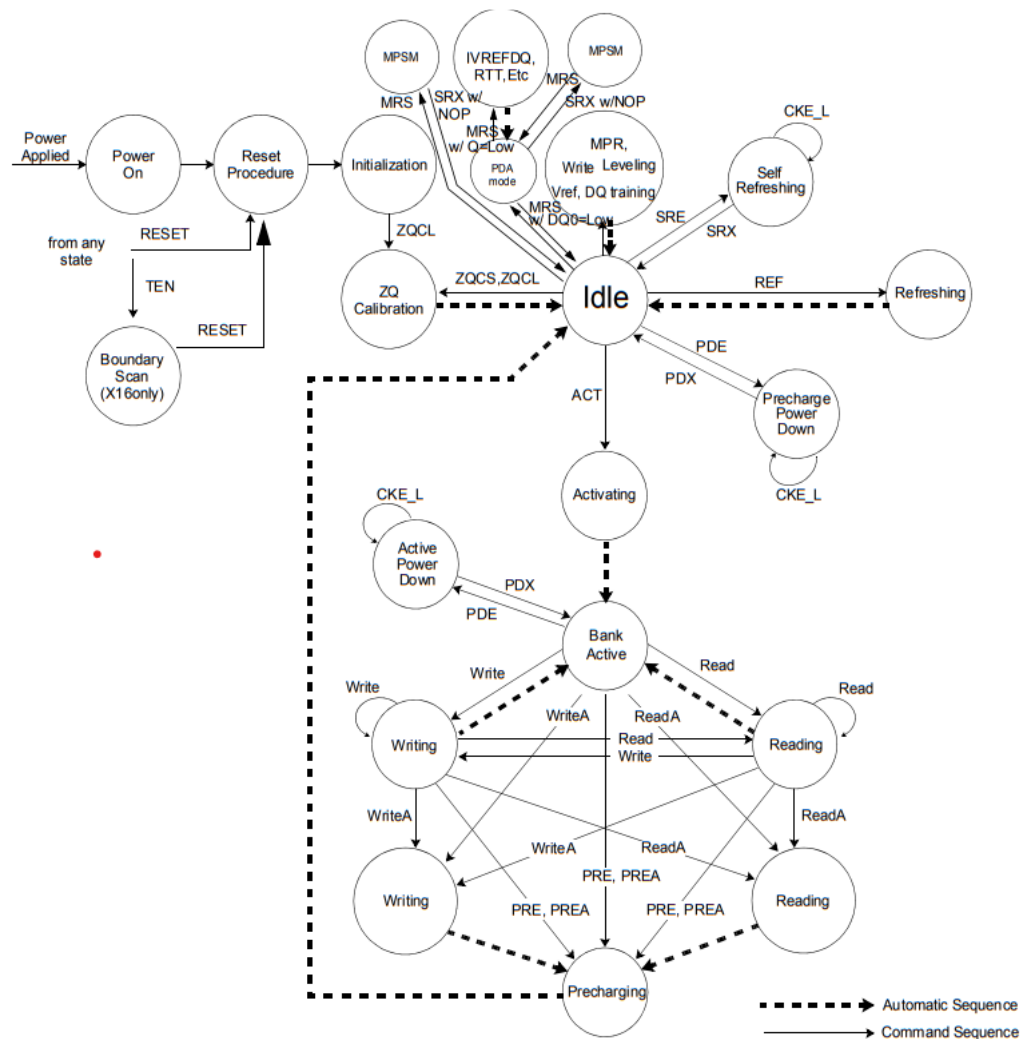 MPSM
IVREFDQ,
RTT,Etc
MPSM
MRS
SRX w/
NOP
MRS
SRX w/NOP
MRS
w/ Q=Low
PDA
mode
MPR,
Write Leveling
Vref, DQ training
MRS
w/ DQ0=Low
CKE_L
Self
Refreshing
SRE
SRX
Power
Applied
Power
On
Reset
Procedure
Initialization
ZQCL
from any
state
RESET
TEN
RESET
Boundary
Scan
(X16only)
ZQ
Calibration
ZQCS,ZQCL
Idle
REF
Refreshing
PDE
PDX
Precharge
Power
Down
CKE_L
ACT
Activating
CKE_L
Active
Power
Down
PDX
PDE
Bank
Active
Write
Read
Write
Read
WriteA
ReadA
Writing
Read
Write
Reading
WriteA
ReadA
WriteA
ReadA
Writing
PRE, PREA
Reading
PRE, PREA
PRE, PREA
Precharging
Automatic Sequence
Command Sequence